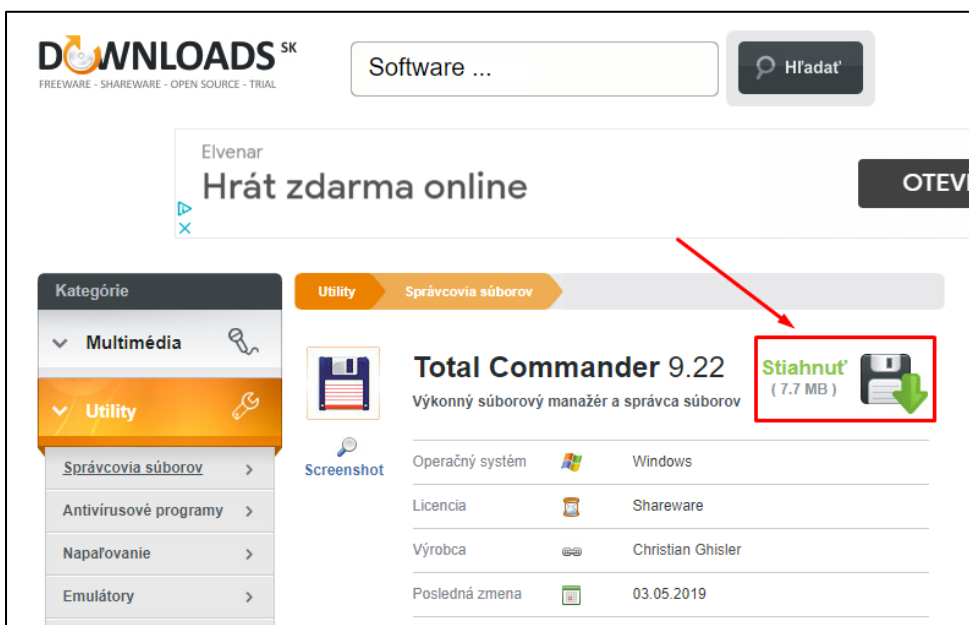 DOWNLOADS SK
FREEWARE - SHAREWARE - OPEN SOURCE - TRIAL
Software ...
Hľadať
Elvenar
Hrát zdarma online
OTEVŘ
Kategórie
Multimédia
Utility
Správcovia súborov
Antivírusové programy
Napaľovanie
Emulátory
Utility
Správcovia súborov
Total Commander 9.22
Výkonný súborový manažér a správca súborov
Stiahnuť
( 7.7 MB )
Screenshot
Operačný systém Windows
Licencia Shareware
Výrobca Christian Ghisler
Posledná zmena 03.05.2019